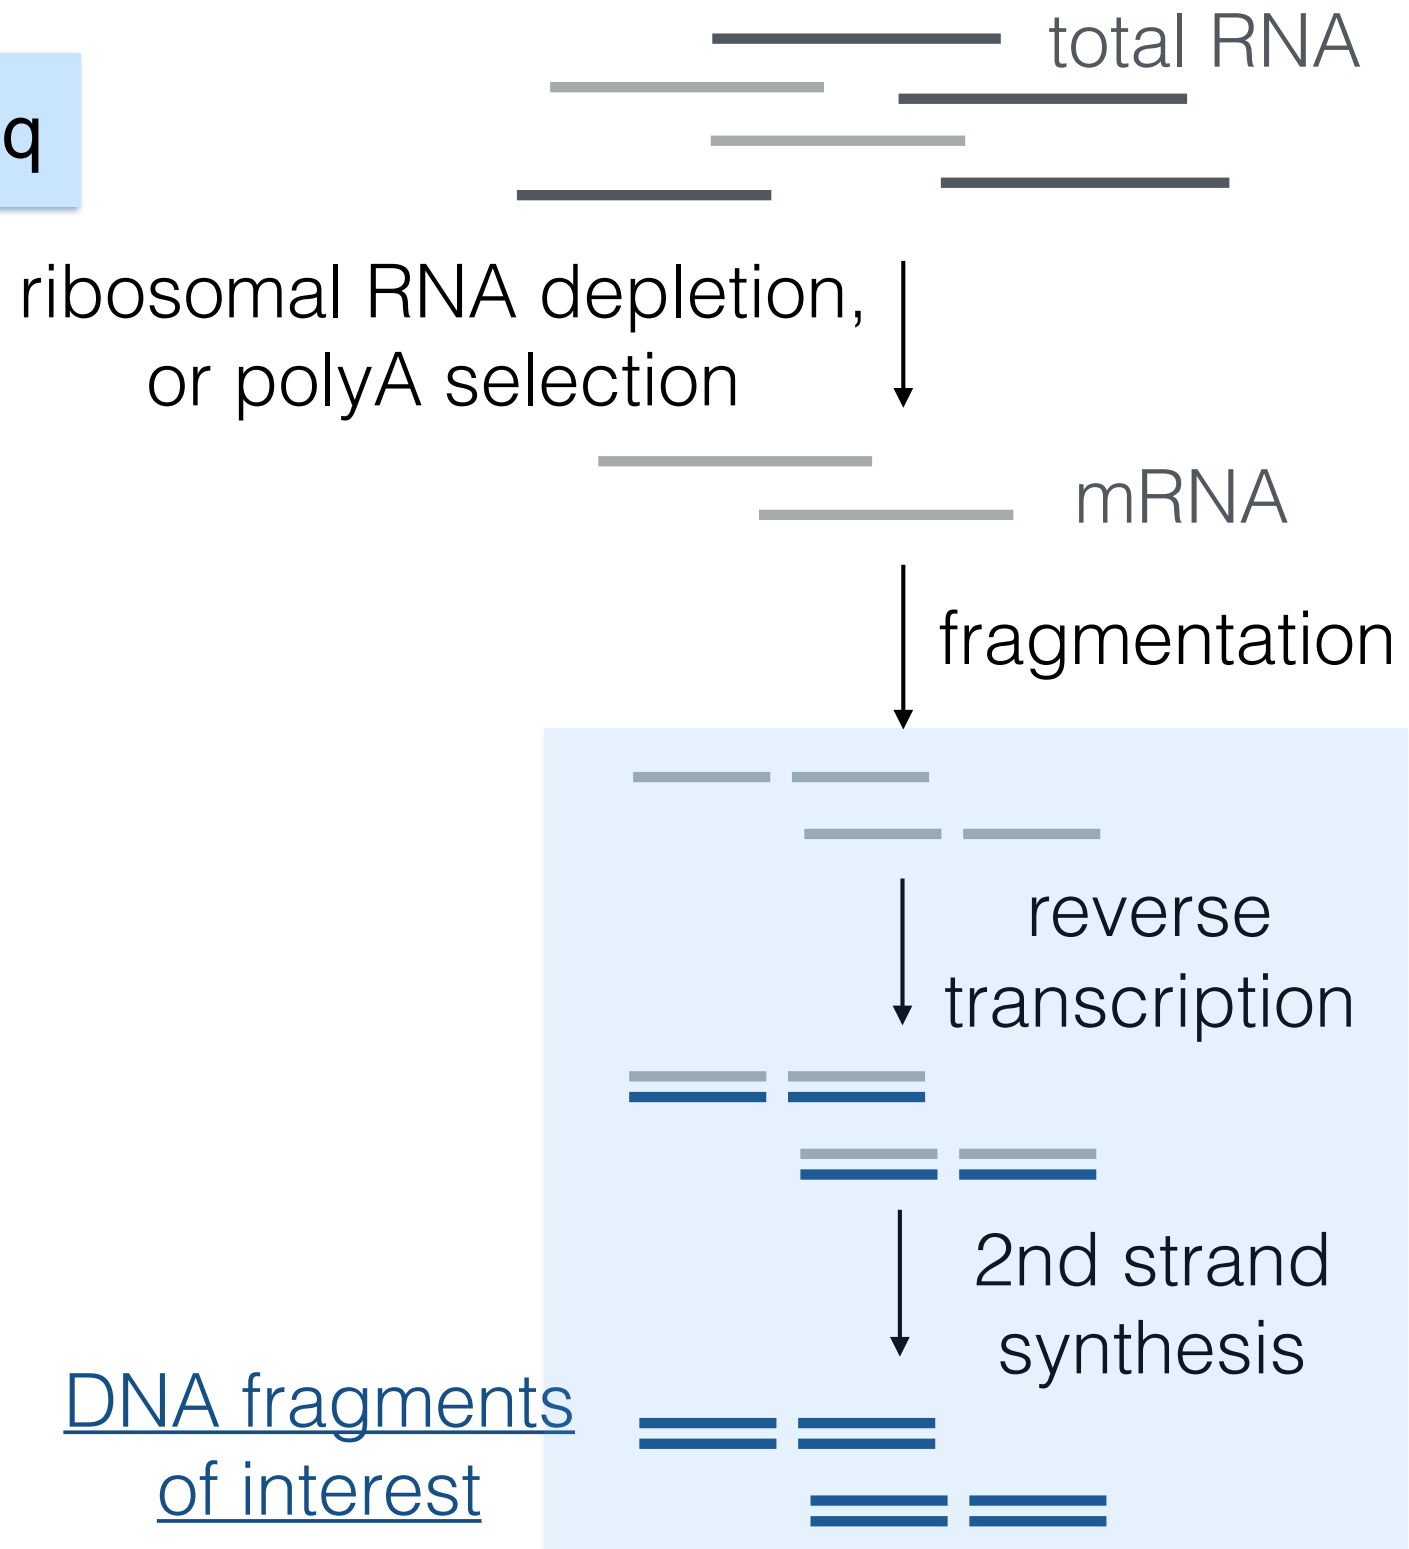 total RNA
q
ribosomal RNA depletion,
or polyA selection
mRNA
fragmentation
reverse
transcription
2nd strand
synthesis
DNA fragments
of interest